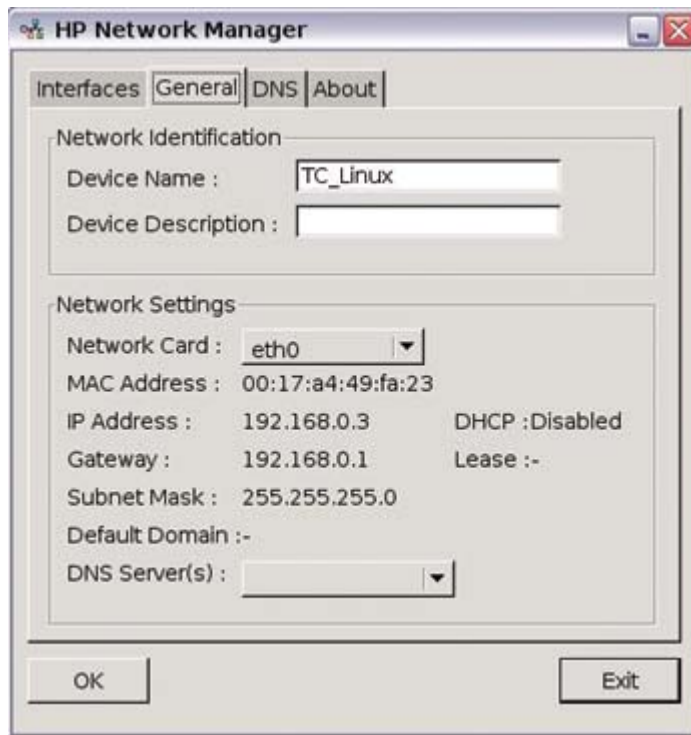 HP Network Manager
Interfaces General DNS About
Network Identification
Device Name : TC_Linux
Device Description :
Network Settings
Network Card : eth0
MAC Address : 00:17:a4:49:fa:23
IP Address : 192.168.0.3 DHCP :Disabled
Gateway : 192.168.0.1 Lease :-
Subnet Mask : 255.255.255.0
Default Domain :-
DNS Server(s) :
OK Exit